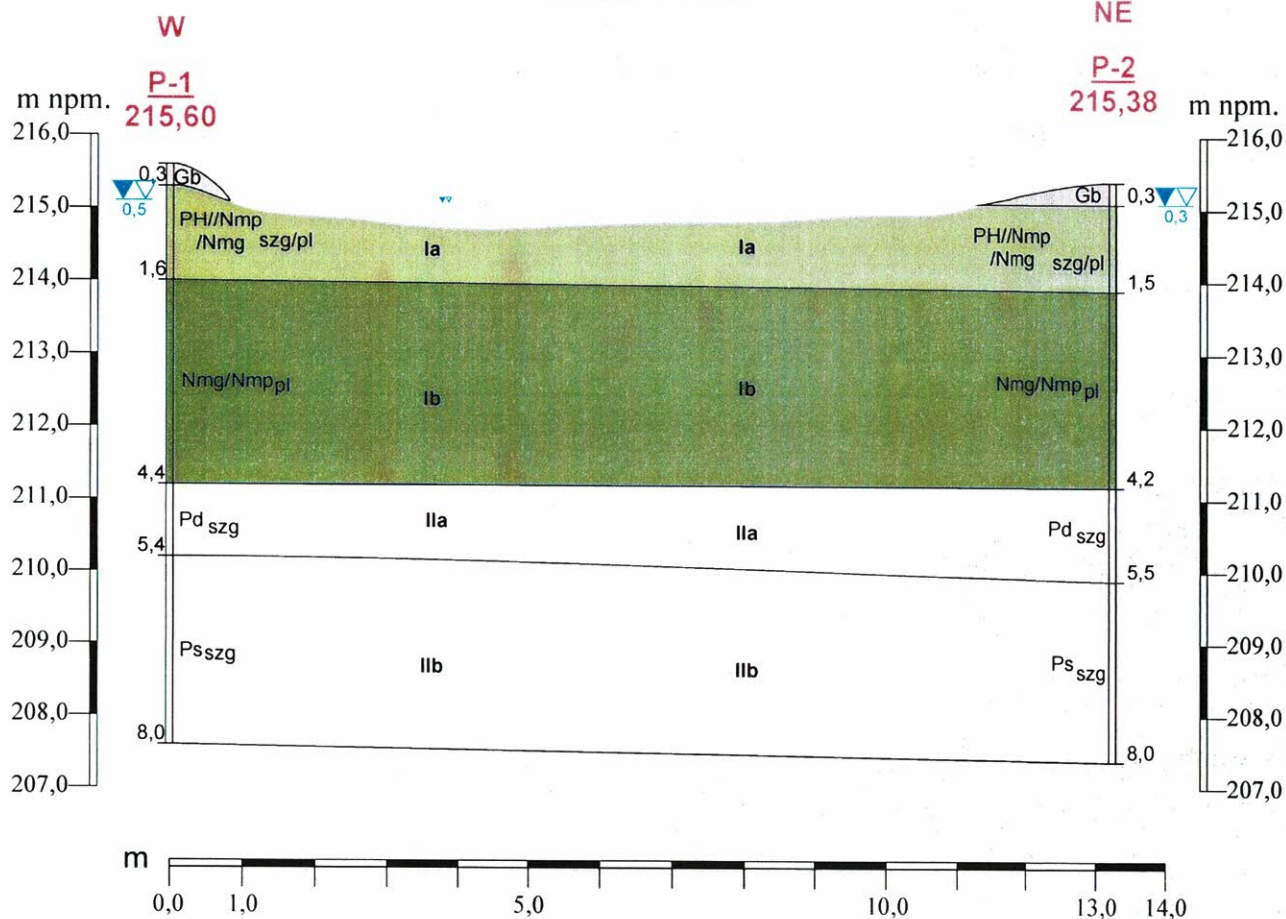 W
NE
P-1
215,60
P-2
215,38
m npm.
m npm.
216,0
215,0
214,0
213,0
212,0
211,0
210,0
209,0
208,0
207,0
0,3
1,6
4,4
5,4
8,0
0,5
Gb
PH//Nmp
/Nmg szg/pl
Ia
Ia
Gb
PH//Nmp
/Nmg szg/pl
Nmg/Nmp pl
Ib
Ib
Nmg/Nmp pl
Pd szg
IIa
IIa
Pd szg
Ps szg
IIb
IIb
Ps szg
0,3
1,5
4,2
5,5
8,0
0,3
216,0
215,0
214,0
213,0
212,0
211,0
210,0
209,0
208,0
207,0
m
0,0 1,0 5,0 10,0 13,0 14,0